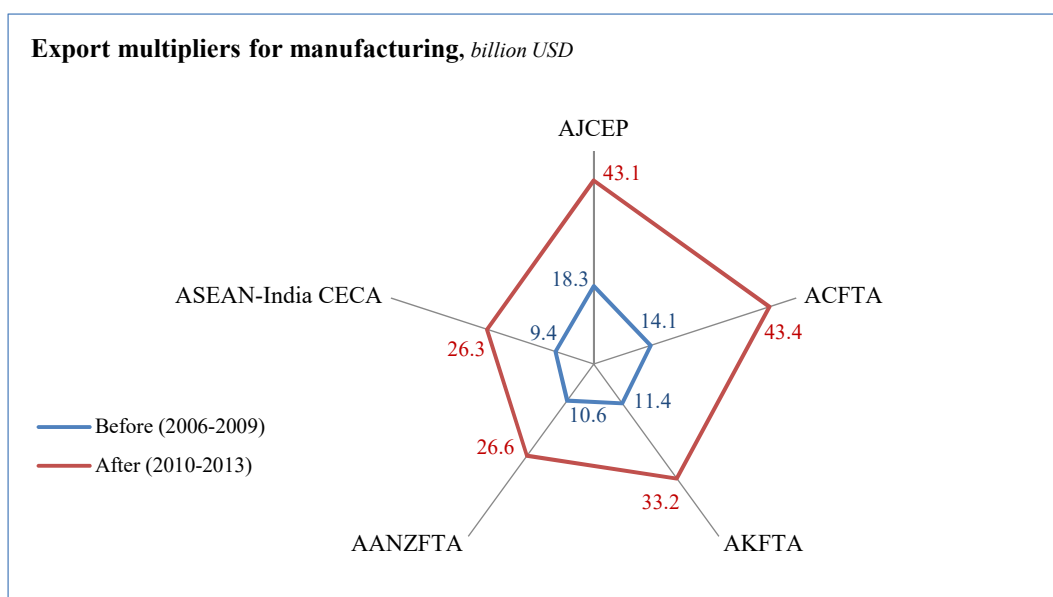 Export multipliers for manufacturing, billion USD
AJCEP
43.1
18.3
ASEAN-India CECA
ACFTA
14.1
9.4
43.4
26.3
11.4
10.6
Before (2006-2009)
26.6
After (2010-2013)
33.2
AANZFTA
AKFTA